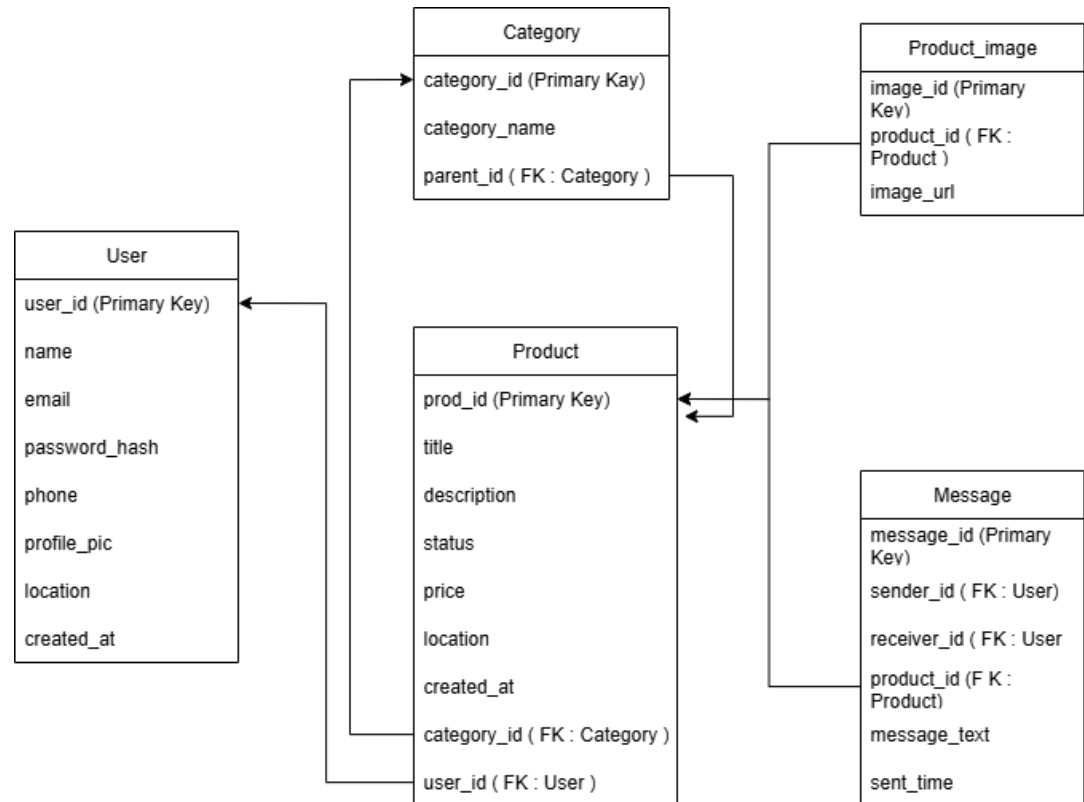 Category
category_id (Primary Kay)
category_name
parent_id ( FK : Category )
Product_image
image_id (Primary
Key)
product_id ( FK :
Product )
image_url
User
user_id (Primary Key)
name
email
password_hash
phone
profile_pic
location
created_at
Product
prod_id (Primary Key)
title
description
status
price
location
created_at
category_id ( FK : Category )
user_id ( FK : User )
Message
message_id (Primary
Key)
sender_id ( FK : User)
receiver_id ( FK : User
product_id (F K :
Product)
message_text
sent_time